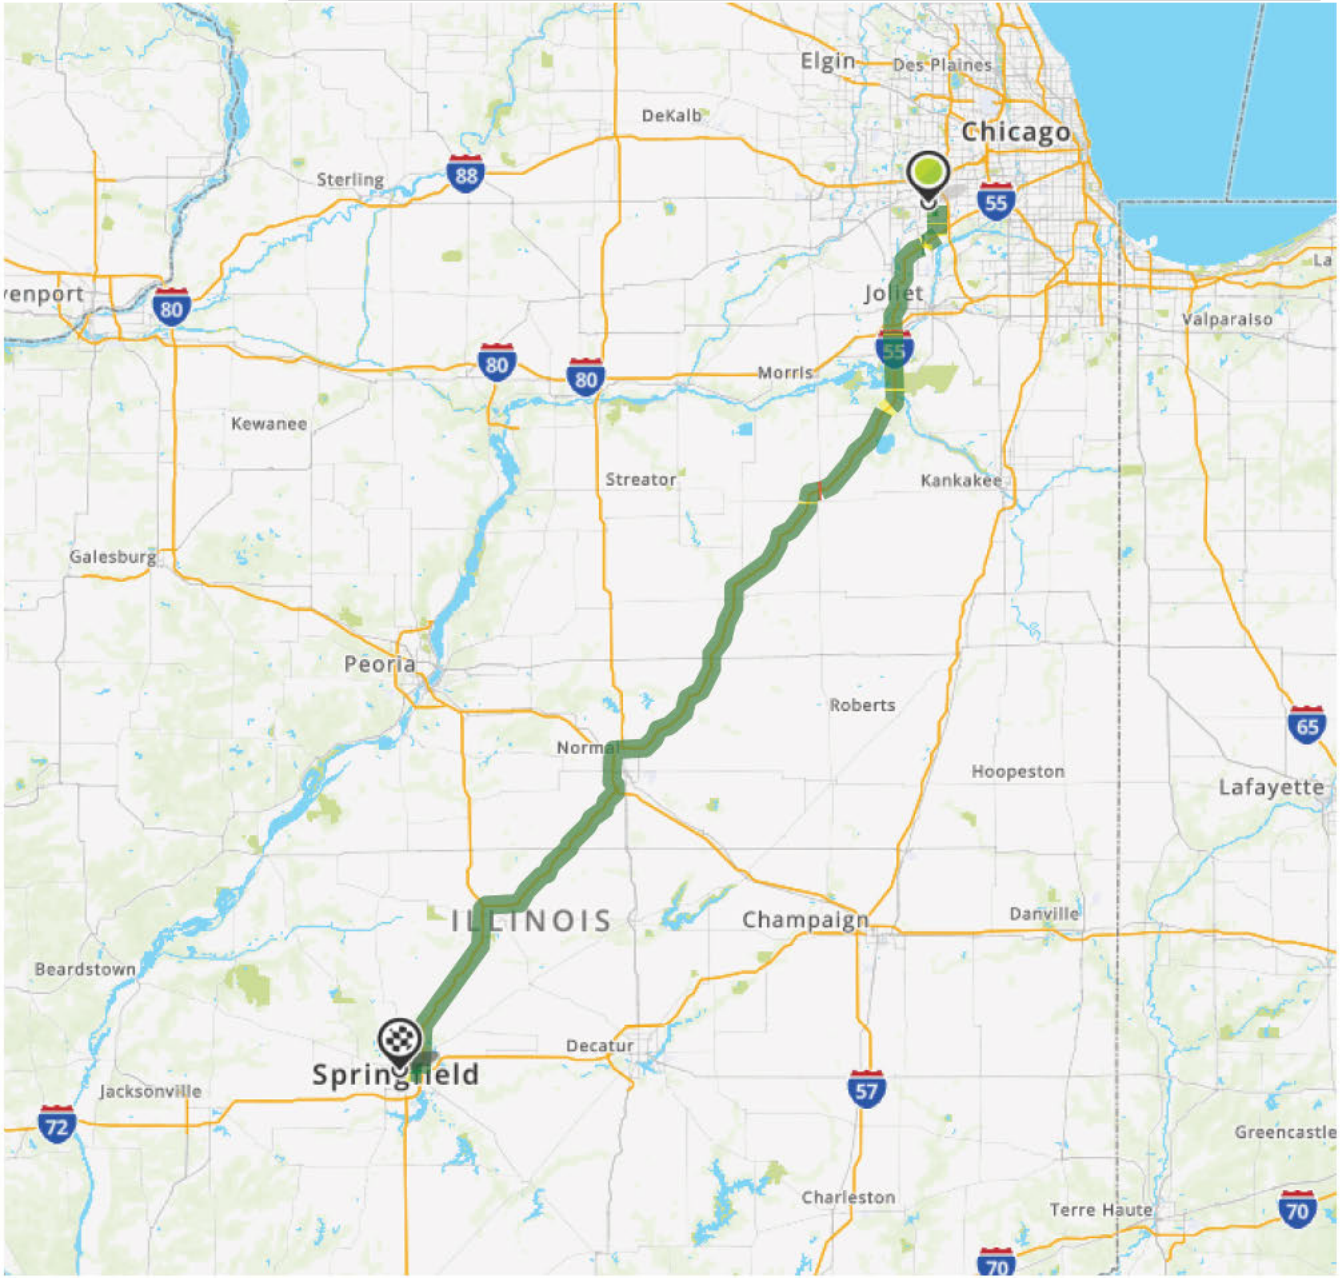 Elgin
Des Plaines
DeKalb
Chicago
Sterling
88
55
La
venport
80
Joliet
Valparaiso
55
80
80
Morris
Kewanee
Streator
Kankakee
Galesburg
Peoria
Roberts
65
Normal
Hoopeston
Lafayette
ILLINOIS
Champaign
Danville
Beardstown
Decatur
Springfield
Jacksonville
57
72
Greencastle
Charleston
Terre Haute
70
70